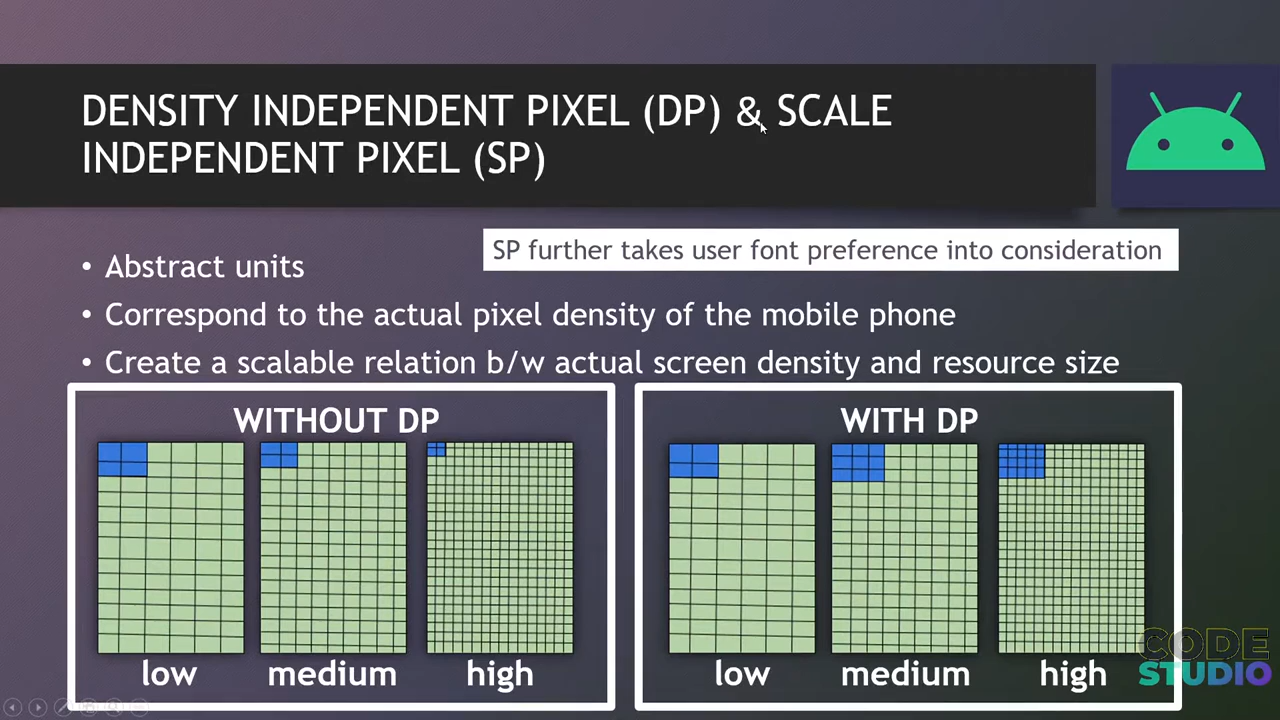 DENSITY INDEPENDENT PIXEL (DP) & SCALE
INDEPENDENT PIXEL (SP)
SP further takes user font preference into consideration
• Abstract units
• Correspond to the actual pixel density of the mobile phone
• Create a scalable relation b/w actual screen density and resource size
WITHOUT DP
low medium high
WITH DP
low medium high
CODE
STUDIO